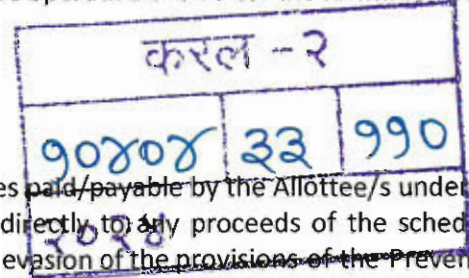 करल - २
१०४०४ ३३ ११०
es paid/payable by the Allottee/s under
directly to any proceeds of the sched
२०२४
evasion of the provisions of the Preven